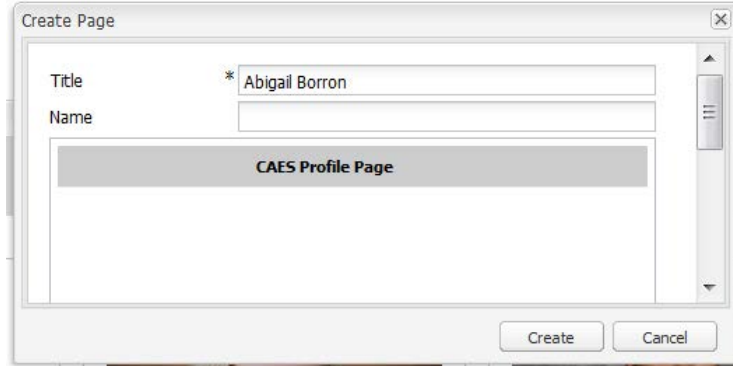 Create Page
Title * Abigail Borron
Name
CAES Profile Page
Create Cancel